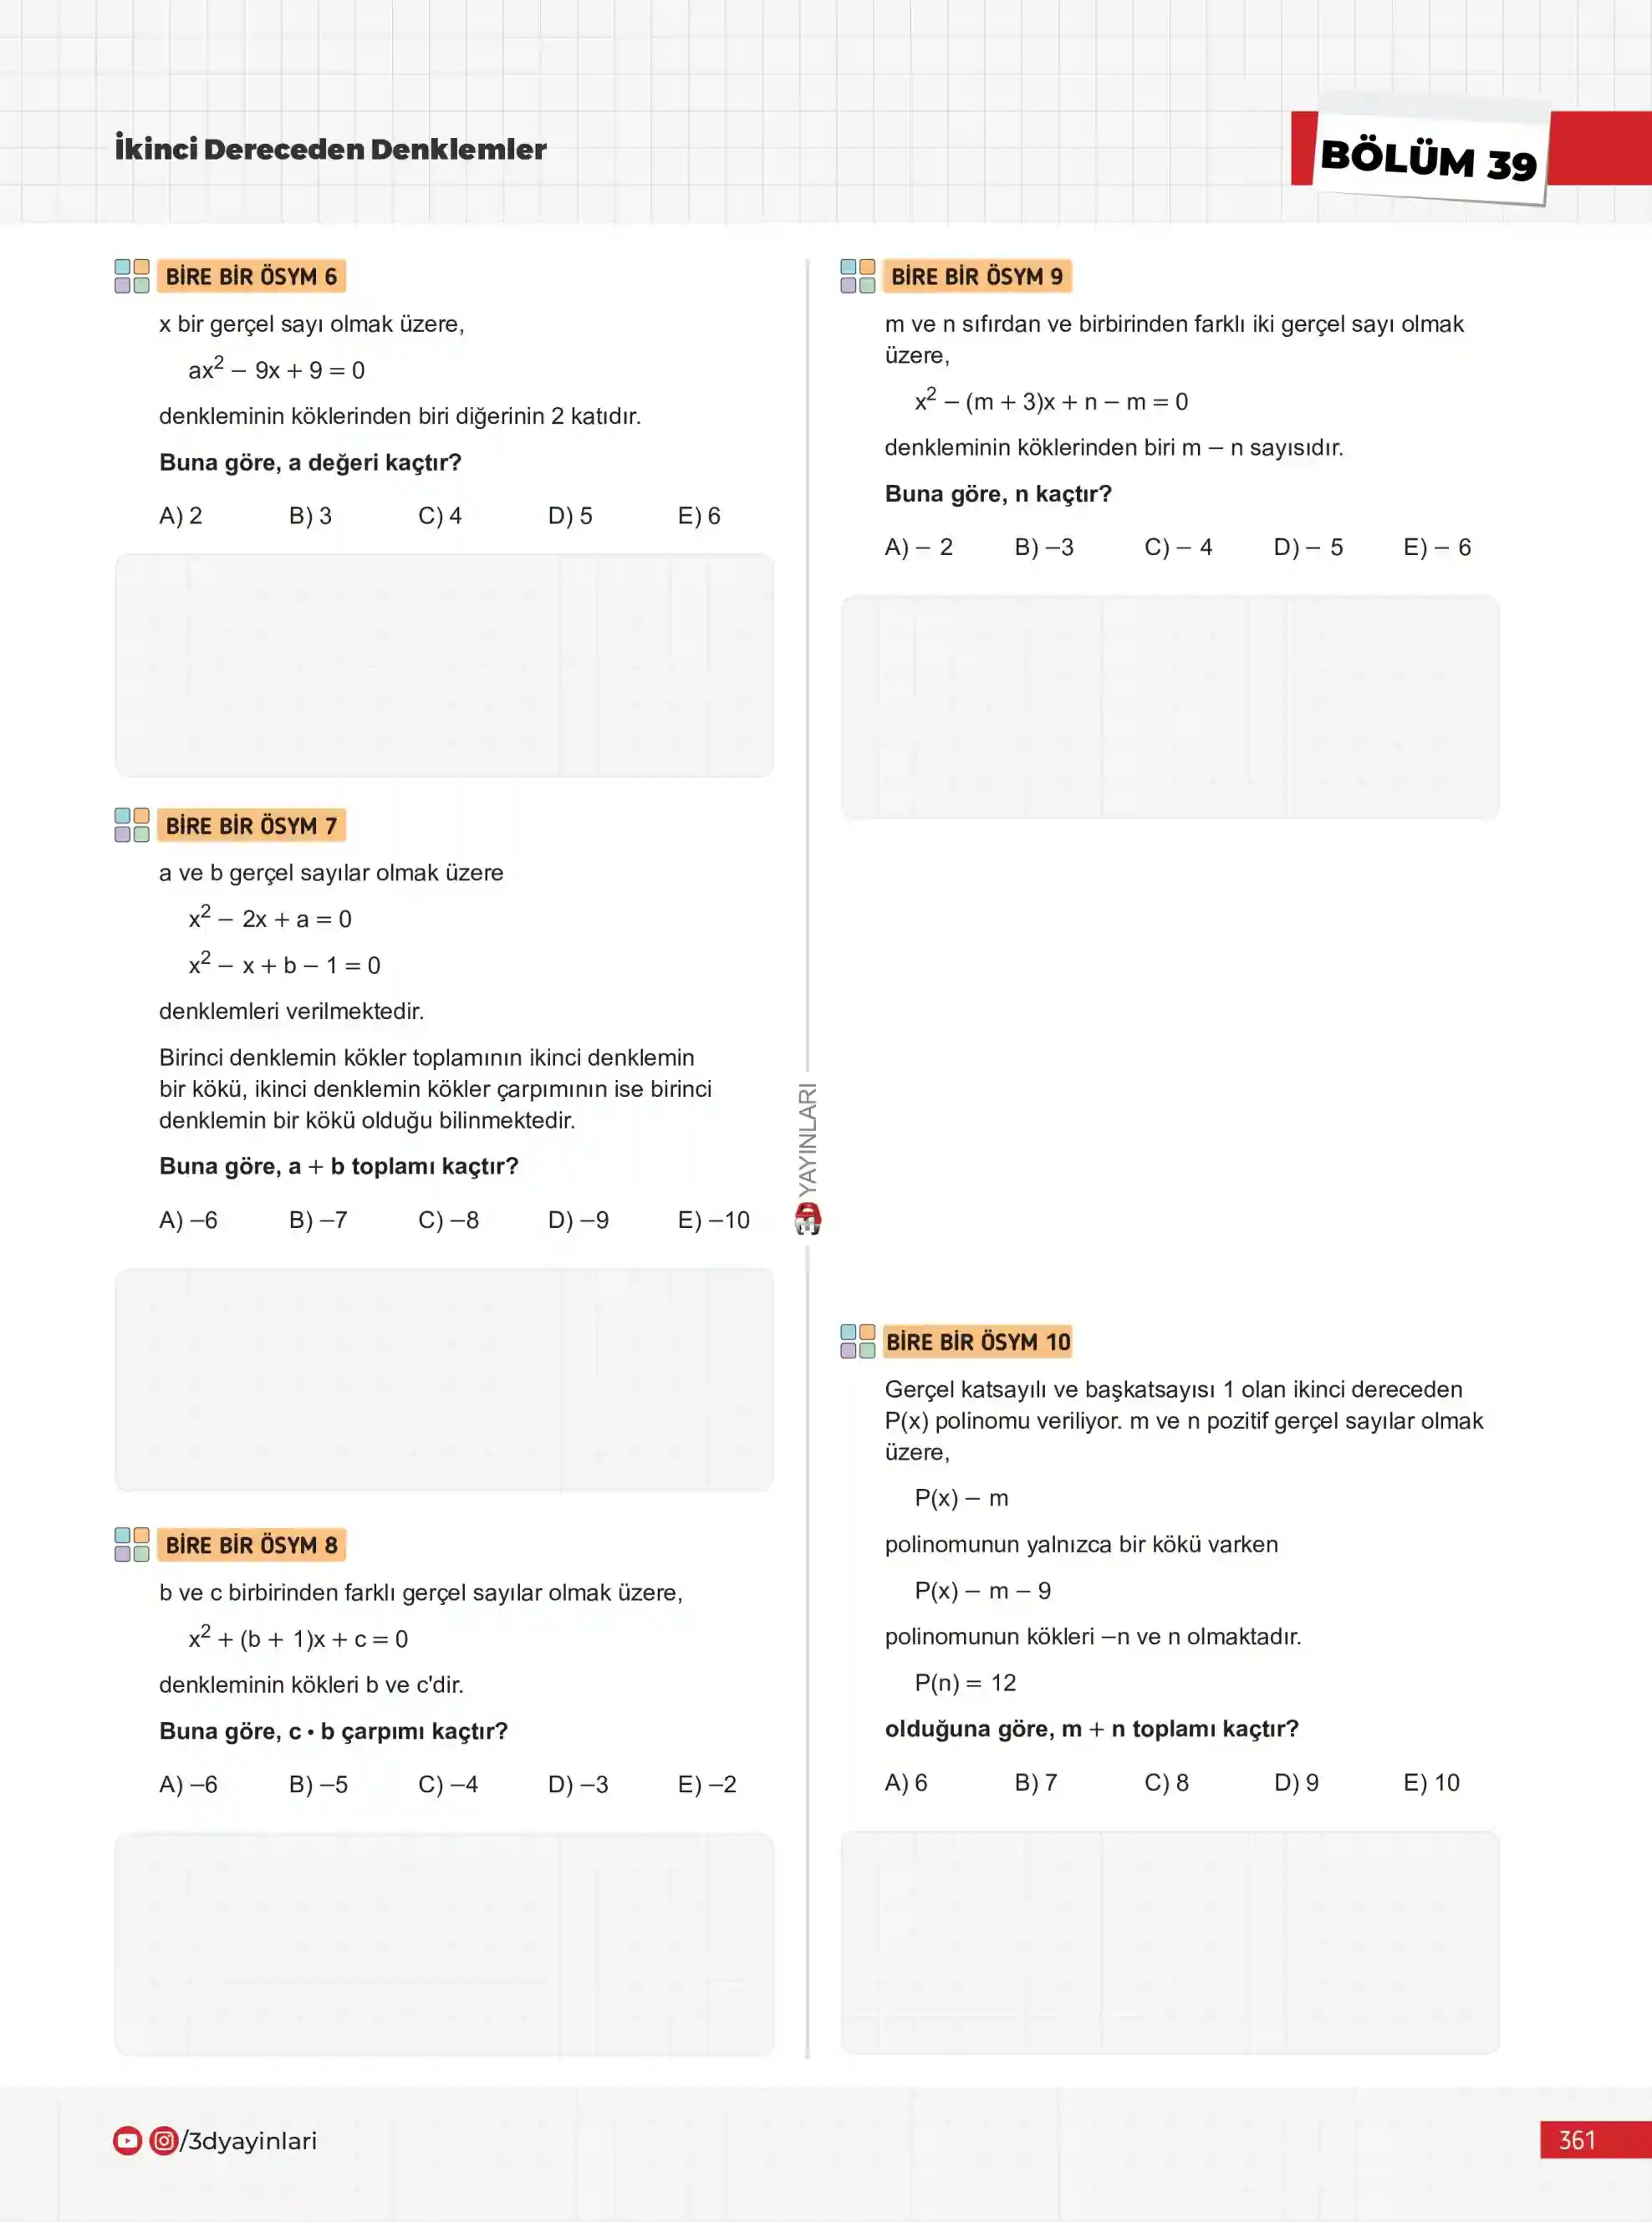 İkinci Dereceden Denklemler
BÖLÜM 39
BİRE BİR ÖSYM 6
x bir gerçel sayı olmak üzere,
ax² – 9x + 9 = 0
denkleminin köklerinden biri diğerinin 2 katıdır.
Buna göre, a değeri kaçtır?
A) 2 B) 3 C) 4 D) 5 E) 6
BİRE BİR ÖSYM 7
a ve b gerçel sayılar olmak üzere
x² – 2x + a = 0
x² – x + b – 1 = 0
denklemleri verilmektedir.
Birinci denklemin kökler toplamının ikinci denklemin
bir kökü, ikinci denklemin kökler çarpımının ise birinci
denklemin bir kökü olduğu bilinmektedir.
Buna göre, a + b toplamı kaçtır?
A) –6 B) –7 C) –8 D) –9 E) –10
BİRE BİR ÖSYM 8
b ve c birbirinden farklı gerçel sayılar olmak üzere,
x² + (b + 1)x + c = 0
denkleminin kökleri b ve c'dir.
Buna göre, c • b çarpımı kaçtır?
A) –6 B) –5 C) –4 D) –3 E) –2
YAYINLARI
BİRE BİR ÖSYM 9
m ve n sıfırdan ve birbirinden farklı iki gerçel sayı olmak
üzere,
x² – (m + 3)x + n – m = 0
denkleminin köklerinden biri m – n sayısıdır.
Buna göre, n kaçtır?
A) – 2 B) –3 C) – 4 D) – 5 E) – 6
BİRE BİR ÖSYM 10
Gerçel katsayılı ve başkatsayısı 1 olan ikinci dereceden
P(x) polinomu veriliyor. m ve n pozitif gerçel sayılar olmak
üzere,
P(x) – m
polinomunun yalnızca bir kökü varken
P(x) – m – 9
polinomunun kökleri –n ve n olmaktadır.
P(n) = 12
olduğuna göre, m + n toplamı kaçtır?
A) 6 B) 7 C) 8 D) 9 E) 10
/3dyayinlari
361